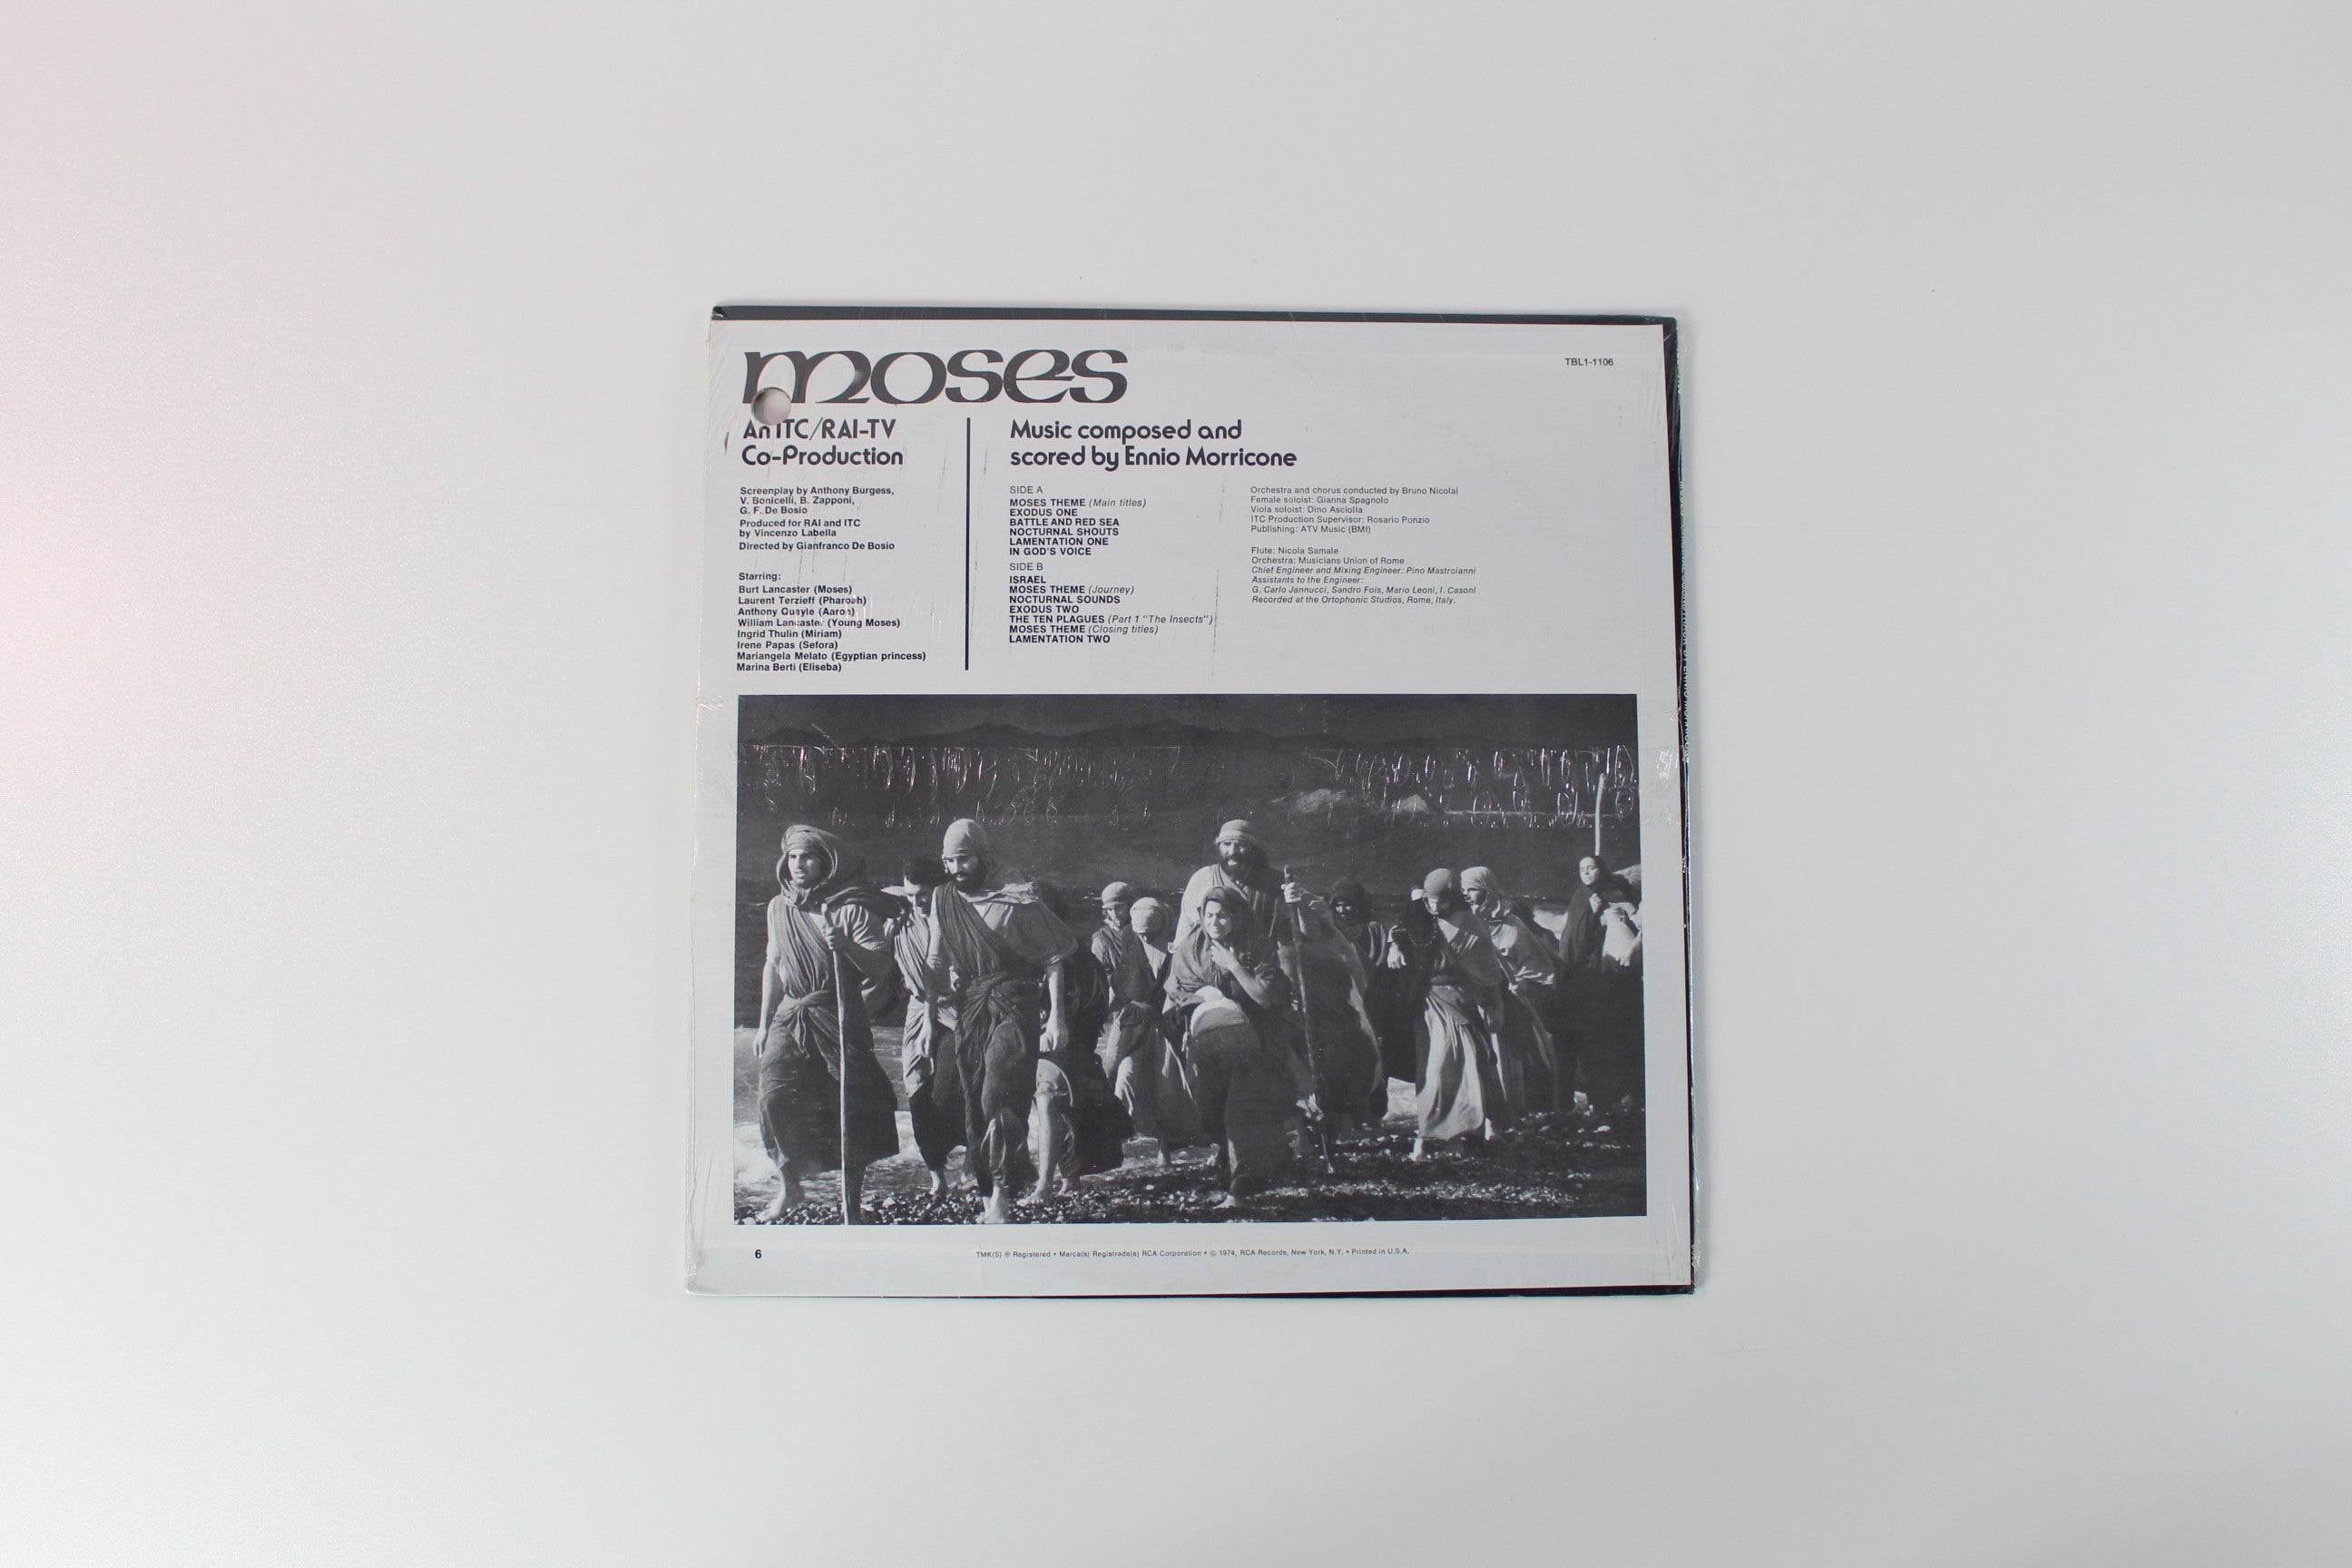 moses
TBL1-1106
An ITC/RAI-TV
Co-Production
Screenplay by Anthony Burgess,
V. Bonicelli, B. Zapponi,
G. F. De Bosio
Produced for RAI and ITC
by Vincenzo Labella
Directed by Gianfranco De Bosio
Starring:
Burt Lancaster (Moses)
Laurent Terzieff (Pharoah)
Anthony Quayle (Aaron)
William Lancaster (Young Moses)
Ingrid Thulin (Miriam)
Irene Papas (Sefora)
Mariangela Melato (Egyptian princess)
Marina Berti (Eliseba)
Music composed and
scored by Ennio Morricone
SIDE A
MOSES THEME (Main titles)
EXODUS ONE
BATTLE AND RED SEA
NOCTURNAL SHOUTS
LAMENTATION ONE
IN GOD'S VOICE
SIDE B
ISRAEL
MOSES THEME (Journey)
NOCTURNAL SOUNDS
EXODUS TWO
THE TEN PLAGUES (Part 1 "The Insects")
MOSES THEME (Closing titles)
LAMENTATION TWO
Orchestra and chorus conducted by Bruno Nicolai
Female soloist: Gianna Spagnolo
Viola soloist: Dino Asciolla
ITC Production Supervisor: Rosario Ponzio
Publishing: ATV Music (BMI)
Flute: Nicola Samale
Orchestra: Musicians Union of Rome
Chief Engineer and Mixing Engineer: Pino Mastroianni
Assistants to the Engineer:
G. Carlo Jannucci, Sandro Fois, Mario Leoni, I. Casoni
Recorded at the Ortophonic Studios, Rome, Italy.
6
TMK(S) ® Registered • Marca(s) Registrada(s) RCA Corporation • © 1974, RCA Records, New York, N.Y. • Printed in U.S.A.